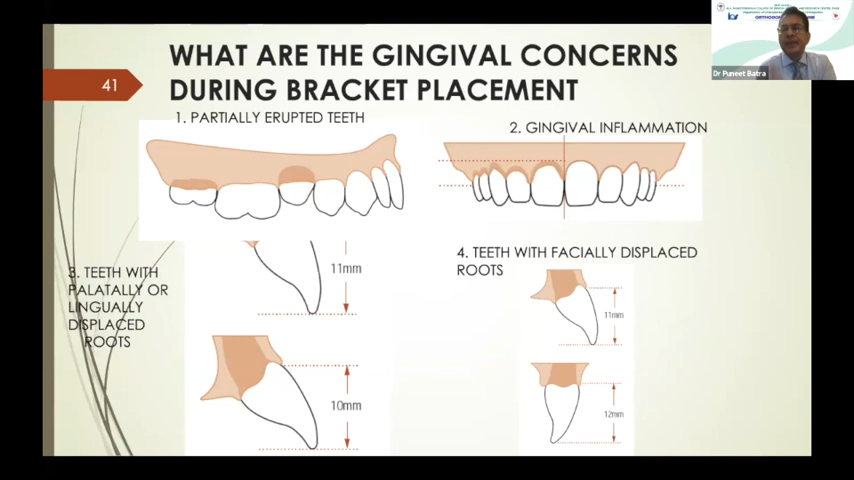 WHAT ARE THE GINGIVAL CONCERNS
DURING BRACKET PLACEMENT
41
1. PARTIALLY ERUPTED TEETH
2. GINGIVAL INFLAMMATION
3. TEETH WITH
PALATALLY OR
LINGUALLY
DISPLACED
ROOTS
11mm
10mm
4. TEETH WITH FACIALLY DISPLACED
ROOTS
11mm
12mm
Dr Puneet Batra